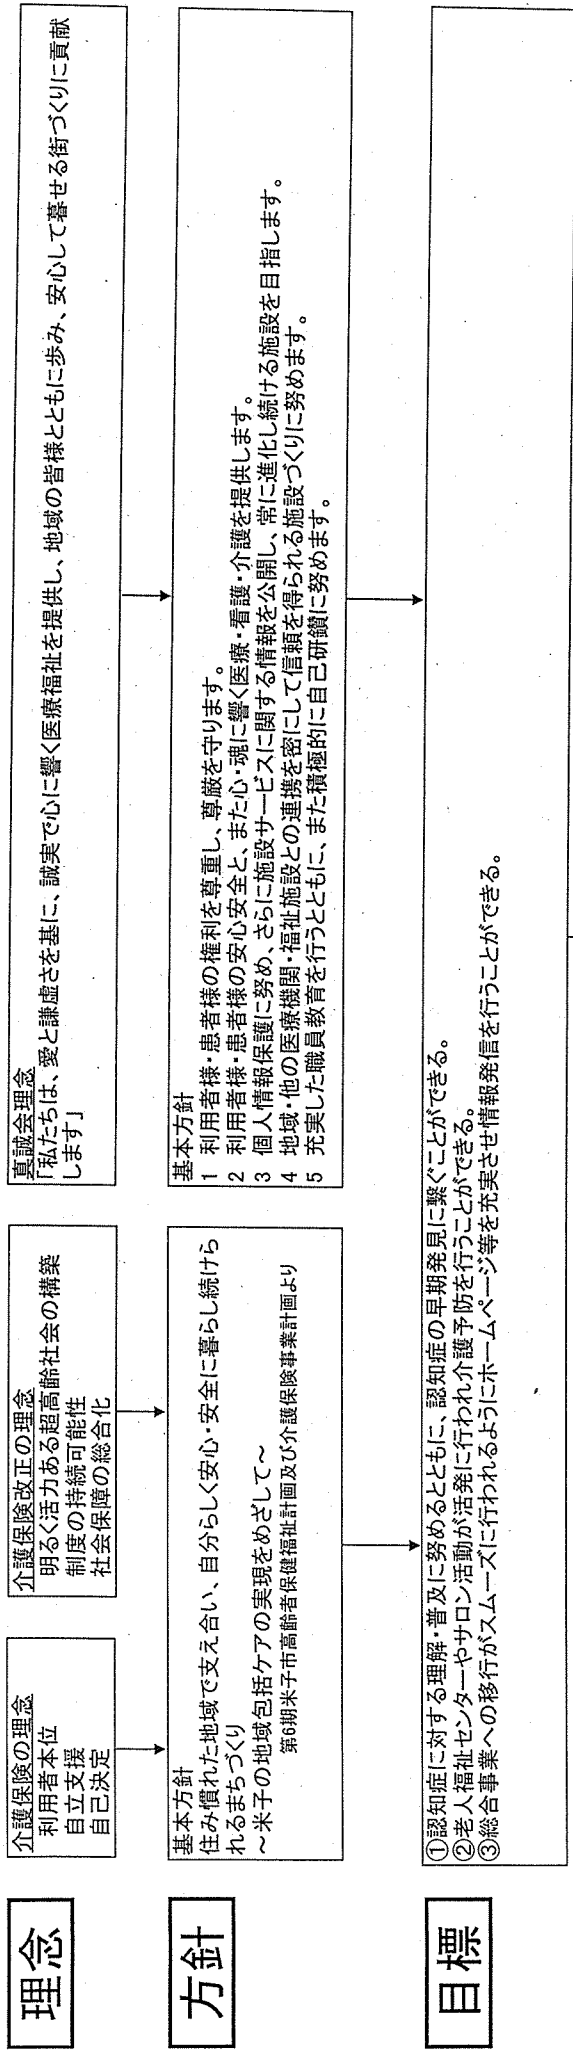 理念
介護保険の理念
利用者本位
自立支援
自己決定
介護保険改正の理念
明るく活力ある超高齢社会の構築
制度の持続可能性
社会保障の総合化
真誠会理念
「私たちは、愛と謙虚さを基に、誠実で心に響く医療福祉を提供し、地域の皆様とともに歩み、安心して暮せる街づくりに貢献
します」
方針
基本方針
住み慣れた地域で支え合い、自分らしく安心・安全に暮らし続けら
れるまちづくり
～米子の地域包括ケアの実現をめざして～
第6期米子市高齢者保健福祉計画及び介護保険事業計画より
基本方針
1 利用者様・患者様の権利を尊重し、尊厳を守ります。
2 利用者様・患者様の安心安全と、また心・魂に響く医療・看護・介護を提供します。
3 個人情報保護に努め、さらに施設サービスに関する情報を公開し、常に進化し続ける施設を目指します。
4 地域・他の医療機関・福祉施設との連携を密にして信頼を得られる施設づくりに努めます。
5 充実した職員教育を行うとともに、また積極的に自己研鑽に努めます。
目標
①認知症に対する理解・普及に努めるとともに、認知症の早期発見に繋ぐことができる。
②老人福祉センターやサロン活動が活発に行われ介護予防を行うことができる。
③総合事業への移行がスムーズに行われるようにホームページ等を充実させ情報発信を行うことができる。